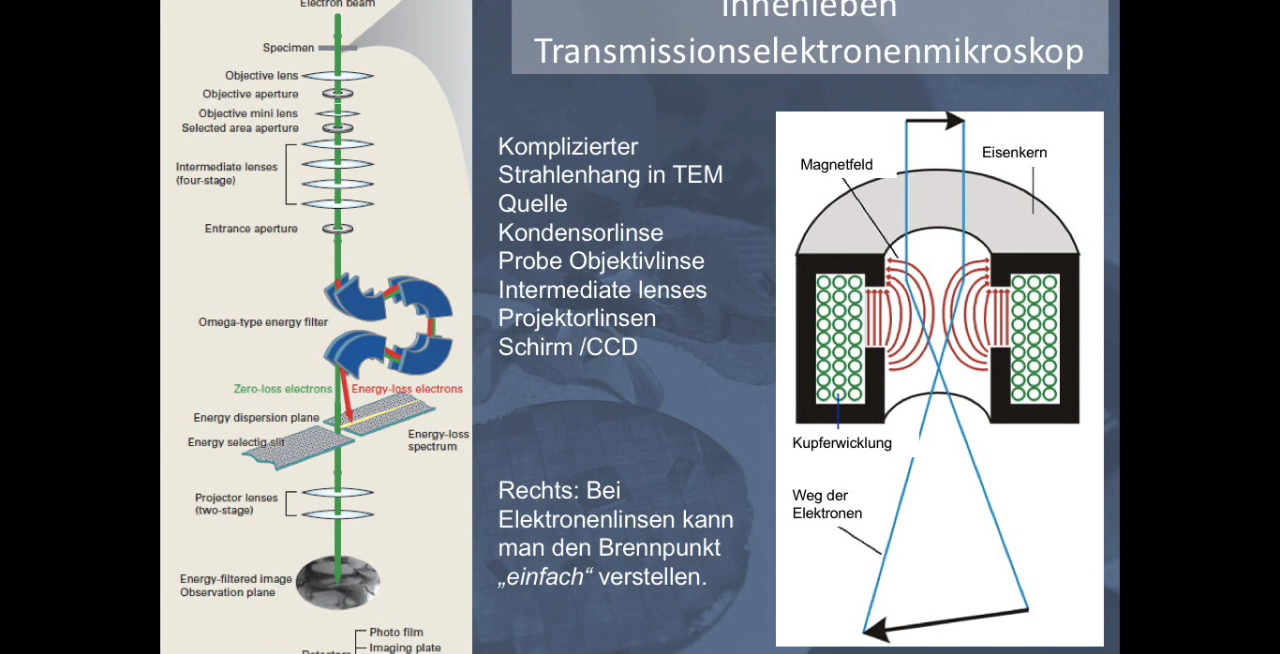 Innenleben
Transmissionselektronenmikroskop
Electron beam
Specimen
Objective lens
Objective aperture
Objective mini lens
Selected area aperture
Intermediate lenses
(four-stage)
Entrance aperture
Omega-type energy filter
Zero-loss electrons
Energy-loss electrons
Energy dispersion plane
Energy selectig slit
Energy-loss
spectrum
Projector lenses
(two-stage)
Energy-filtered image
Observation plane
Photo film
Imaging plate
Detectors
Komplizierter
Strahlenhang in TEM
Quelle
Kondensorlinse
Probe Objektivlinse
Intermediate lenses
Projektorlinsen
Schirm /CCD
Rechts: Bei
Elektronenlinsen kann
man den Brennpunkt
„einfach“ verstellen.
Magnetfeld
Eisenkern
Kupferwicklung
Weg der
Elektronen